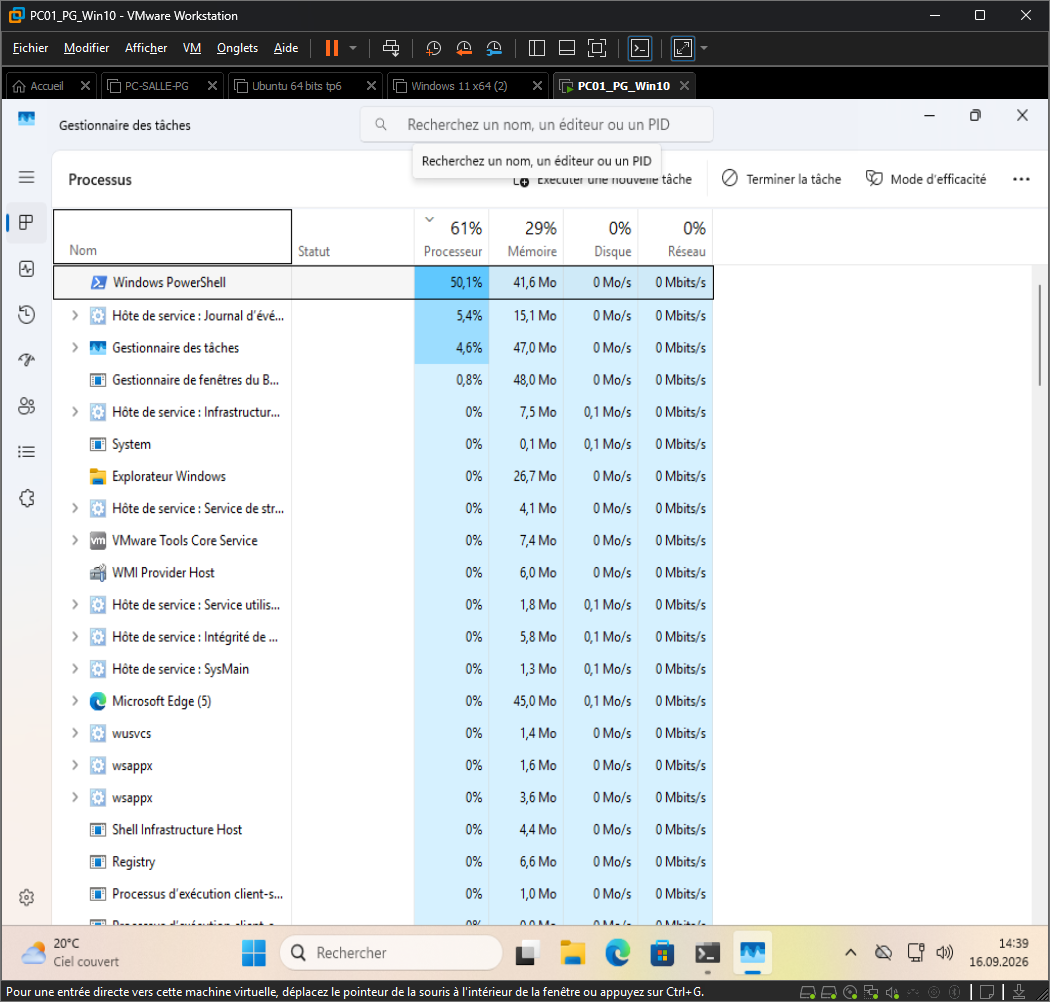 PC01_PG_Win10 - VMware Workstation
Fichier Modifier Afficher VM Onglets Aide
Accueil PC-SALLE-PG Ubuntu 64 bits tp6 Windows 11 x64 (2) PC01_PG_Win10
Gestionnaire des tâches
Recherchez un nom, un éditeur ou un PID
Recherchez un nom, un éditeur ou un PID
Processus Exécuter une nouvelle tâche Terminer la tâche Mode d'efficacité
61% 29% 0% 0%
Nom Statut Processeur Mémoire Disque Réseau
Windows PowerShell 50,1% 41,6 Mo 0 Mo/s 0 Mbits/s
Hôte de service : Journal d'évé... 5,4% 15,1 Mo 0 Mo/s 0 Mbits/s
Gestionnaire des tâches 4,6% 47,0 Mo 0 Mo/s 0 Mbits/s
Gestionnaire de fenêtres du B... 0,8% 48,0 Mo 0 Mo/s 0 Mbits/s
Hôte de service : Infrastructur... 0% 7,5 Mo 0,1 Mo/s 0 Mbits/s
System 0% 0,1 Mo 0,1 Mo/s 0 Mbits/s
Explorateur Windows 0% 26,7 Mo 0 Mo/s 0 Mbits/s
Hôte de service : Service de str... 0% 4,1 Mo 0 Mo/s 0 Mbits/s
vm VMware Tools Core Service 0% 7,4 Mo 0 Mo/s 0 Mbits/s
WMI Provider Host 0% 6,0 Mo 0 Mo/s 0 Mbits/s
Hôte de service : Service utilis... 0% 1,8 Mo 0,1 Mo/s 0 Mbits/s
Hôte de service : Intégrité de ... 0% 5,8 Mo 0,1 Mo/s 0 Mbits/s
Hôte de service : SysMain 0% 1,3 Mo 0,1 Mo/s 0 Mbits/s
Microsoft Edge (5) 0% 45,0 Mo 0,1 Mo/s 0 Mbits/s
wusvcs 0% 1,4 Mo 0 Mo/s 0 Mbits/s
wsappx 0% 1,6 Mo 0 Mo/s 0 Mbits/s
wsappx 0% 3,6 Mo 0 Mo/s 0 Mbits/s
Shell Infrastructure Host 0% 4,4 Mo 0 Mo/s 0 Mbits/s
Registry 0% 6,6 Mo 0 Mo/s 0 Mbits/s
Processus d'exécution client-s... 0% 1,0 Mo 0 Mo/s 0 Mbits/s
20°C
Ciel couvert
Rechercher
14:39
16.09.2026
Pour une entrée directe vers cette machine virtuelle, déplacez le pointeur de la souris à l'intérieur de la fenêtre ou appuyez sur Ctrl+G.